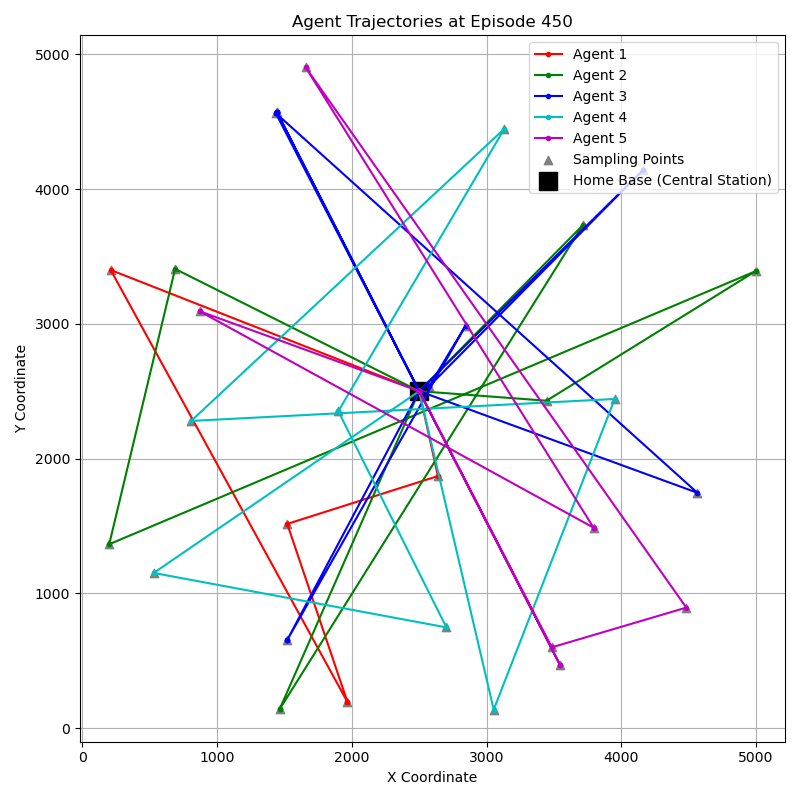 Agent Trajectories at Episode 450
Y Coordinate
5000
4000
3000
2000
1000
0
Agent 1
Agent 2
Agent 3
Agent 4
Agent 5
Sampling Points
Home Base (Central Station)
0 1000 2000 3000 4000 5000
X Coordinate